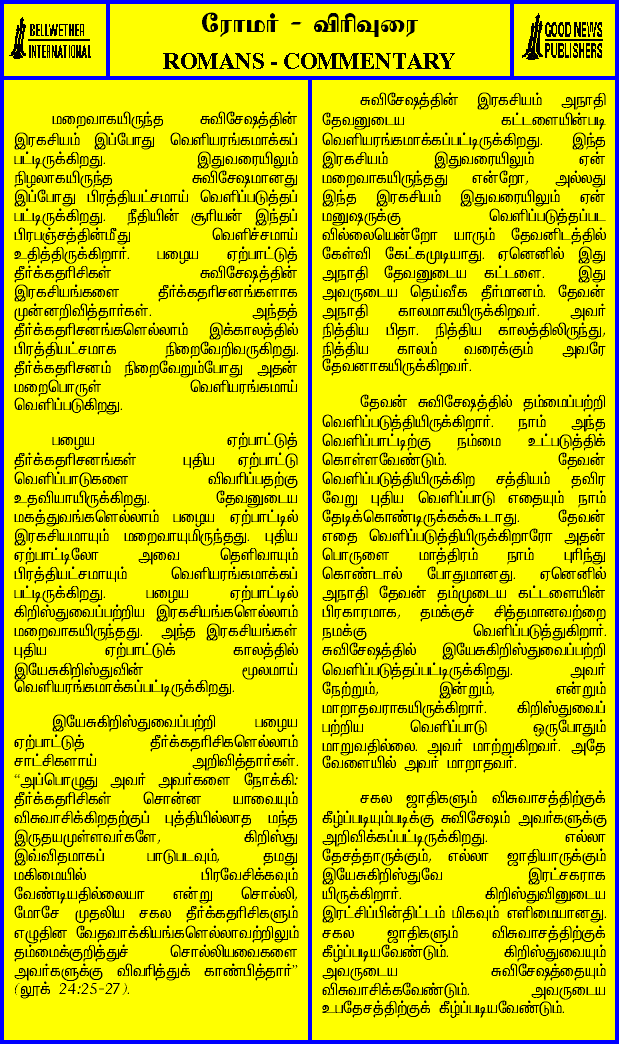 BELLWETHER
INTERNATIONAL
ரோமர் - விரிவுரை
ROMANS - COMMENTARY
GOOD NEWS
PUBLISHERS
மறைவாகயிருந்த சுவிசேஷத்தின்
இரகசியம் இப்போது வெளியரங்கமாக்கப்
பட்டிருக்கிறது. இதுவரையிலும்
நிழலாகயிருந்த சுவிசேஷமானது
இப்போது பிரத்தியட்சமாய் வெளிப்படுத்தப்
பட்டிருக்கிறது. நீதியின் சூரியன் இந்தப்
பிரபஞ்சத்தின்மீது வெளிச்சமாய்
உதித்திருக்கிறார். பழைய ஏற்பாட்டுத்
தீர்க்கதரிசிகள் சுவிசேஷத்தின்
இரகசியங்களை தீர்க்கதரிசனங்களாக
முன்னறிவித்தார்கள். அந்தத்
தீர்க்கதரிசனங்களெல்லாம் இக்காலத்தில்
பிரத்தியட்சமாக நிறைவேறிவருகிறது.
தீர்க்கதரிசனம் நிறைவேறும்போது அதன்
மறைபொருள் வெளியரங்கமாய்
வெளிப்படுகிறது.
பழைய ஏற்பாட்டுத்
தீர்க்கதரிசனங்கள் புதிய ஏற்பாட்டு
வெளிப்பாடுகளை விவரிப்பதற்கு
உதவியாயிருக்கிறது. தேவனுடைய
மகத்துவங்களெல்லாம் பழைய ஏற்பாட்டில்
இரகசியமாயும் மறைவாயுமிருந்தது. புதிய
ஏற்பாட்டிலோ அவை தெளிவாயும்
பிரத்தியட்சமாயும் வெளியரங்கமாக்கப்
பட்டிருக்கிறது. பழைய ஏற்பாட்டில்
கிறிஸ்துவைப்பற்றிய இரகசியங்களெல்லாம்
மறைவாகயிருந்தது. அந்த இரகசியங்கள்
புதிய ஏற்பாட்டுக் காலத்தில்
இயேசுகிறிஸ்துவின் மூலமாய்
வெளியரங்கமாக்கப்பட்டிருக்கிறது.
இயேசுகிறிஸ்துவைப்பற்றி பழைய
ஏற்பாட்டுத் தீர்க்கதரிசிகளெல்லாம்
சாட்சிகளாய் அறிவித்தார்கள்.
“அப்பொழுது அவர் அவர்களை நோக்கி:
தீர்க்கதரிசிகள் சொன்ன யாவையும்
விசுவாசிக்கிறதற்குப் புத்தியில்லாத மந்த
இருதயமுள்ளவர்களே, கிறிஸ்து
இவ்விதமாகப் பாடுபடவும், தமது
மகிமையில் பிரவேசிக்கவும்
வேண்டியதில்லையா என்று சொல்லி,
மோசே முதலிய சகல தீர்க்கதரிசிகளும்
எழுதின வேதவாக்கியங்களெல்லாவற்றிலும்
தம்மைக்குறித்துச் சொல்லியவைகளை
அவர்களுக்கு விவரித்துக் காண்பித்தார்”
(லூக் 24:25-27).
சுவிசேஷத்தின் இரகசியம் அநாதி
தேவனுடைய கட்டளையின்படி
வெளியரங்கமாக்கப்பட்டிருக்கிறது. இந்த
இரகசியம் இதுவரையிலும் ஏன்
மறைவாகயிருந்தது என்றோ, அல்லது
இந்த இரகசியம் இதுவரையிலும் ஏன்
மனுஷருக்கு வெளிப்படுத்தப்பட
வில்லையென்றோ யாரும் தேவனிடத்தில்
கேள்வி கேட்கமுடியாது. ஏனெனில் இது
அநாதி தேவனுடைய கட்டளை. இது
அவருடைய தெய்வீக தீர்மானம். தேவன்
அநாதி காலமாகயிருக்கிறவர். அவர்
நித்திய பிதா. நித்திய காலத்திலிருந்து,
நித்திய காலம் வரைக்கும் அவரே
தேவனாகயிருக்கிறவர்.
தேவன் சுவிசேஷத்தில் தம்மைப்பற்றி
வெளிப்படுத்தியிருக்கிறார். நாம் அந்த
வெளிப்பாட்டிற்கு நம்மை உட்படுத்திக்
கொள்ளவேண்டும். தேவன்
வெளிப்படுத்தியிருக்கிற சத்தியம் தவிர
வேறு புதிய வெளிப்பாடு எதையும் நாம்
தேடிக்கொண்டிருக்கக்கூடாது. தேவன்
எதை வெளிப்படுத்தியிருக்கிறாரோ அதன்
பொருளை மாத்திரம் நாம் புரிந்து
கொண்டால் போதுமானது. ஏனெனில்
அநாதி தேவன் தம்முடைய கட்டளையின்
பிரகாரமாக, தமக்குச் சித்தமானவற்றை
நமக்கு வெளிப்படுத்துகிறார்.
சுவிசேஷத்தில் இயேசுகிறிஸ்துவைப்பற்றி
வெளிப்படுத்தப்பட்டிருக்கிறது. அவர்
நேற்றும், இன்றும், என்றும்
மாறாதவராகயிருக்கிறார். கிறிஸ்துவைப்
பற்றிய வெளிப்பாடு ஒருபோதும்
மாறுவதில்லை. அவர் மாற்றுகிறவர். அதே
வேளையில் அவர் மாறாதவர்.
சகல ஜாதிகளும் விசுவாசத்திற்குக்
கீழ்ப்படியும்படிக்கு சுவிசேஷம் அவர்களுக்கு
அறிவிக்கப்பட்டிருக்கிறது. எல்லா
தேசத்தாருக்கும், எல்லா ஜாதியாருக்கும்
இயேசுகிறிஸ்துவே இரட்சகராக
யிருக்கிறார். கிறிஸ்துவினுடைய
இரட்சிப்பின்திட்டம் மிகவும் எளிமையானது.
சகல ஜாதிகளும் விசுவாசத்திற்குக்
கீழ்ப்படியவேண்டும். கிறிஸ்துவையும்
அவருடைய சுவிசேஷத்தையும்
விசுவாசிக்கவேண்டும். அவருடைய
உபதேசத்திற்குக் கீழ்ப்படியவேண்டும்.